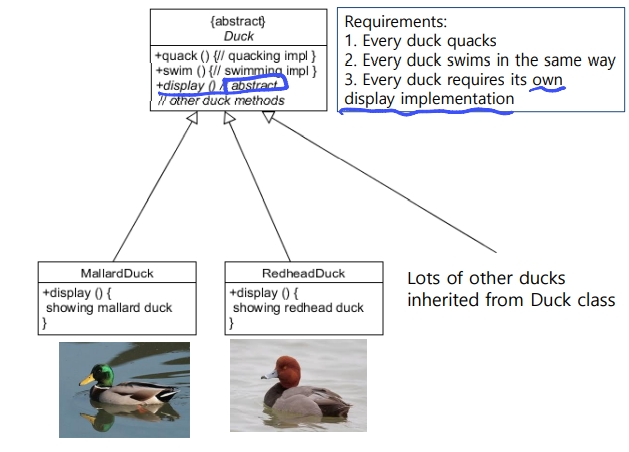 {abstract}
Duck
+quack () {// quacking impl }
+swim () {// swimming impl }
+display () // abstract
// other duck methods
Requirements:
1. Every duck quacks
2. Every duck swims in the same way
3. Every duck requires its own
display implementation
MallardDuck
+display () {
showing mallard duck
}
RedheadDuck
+display () {
showing redhead duck
}
Lots of other ducks
inherited from Duck class